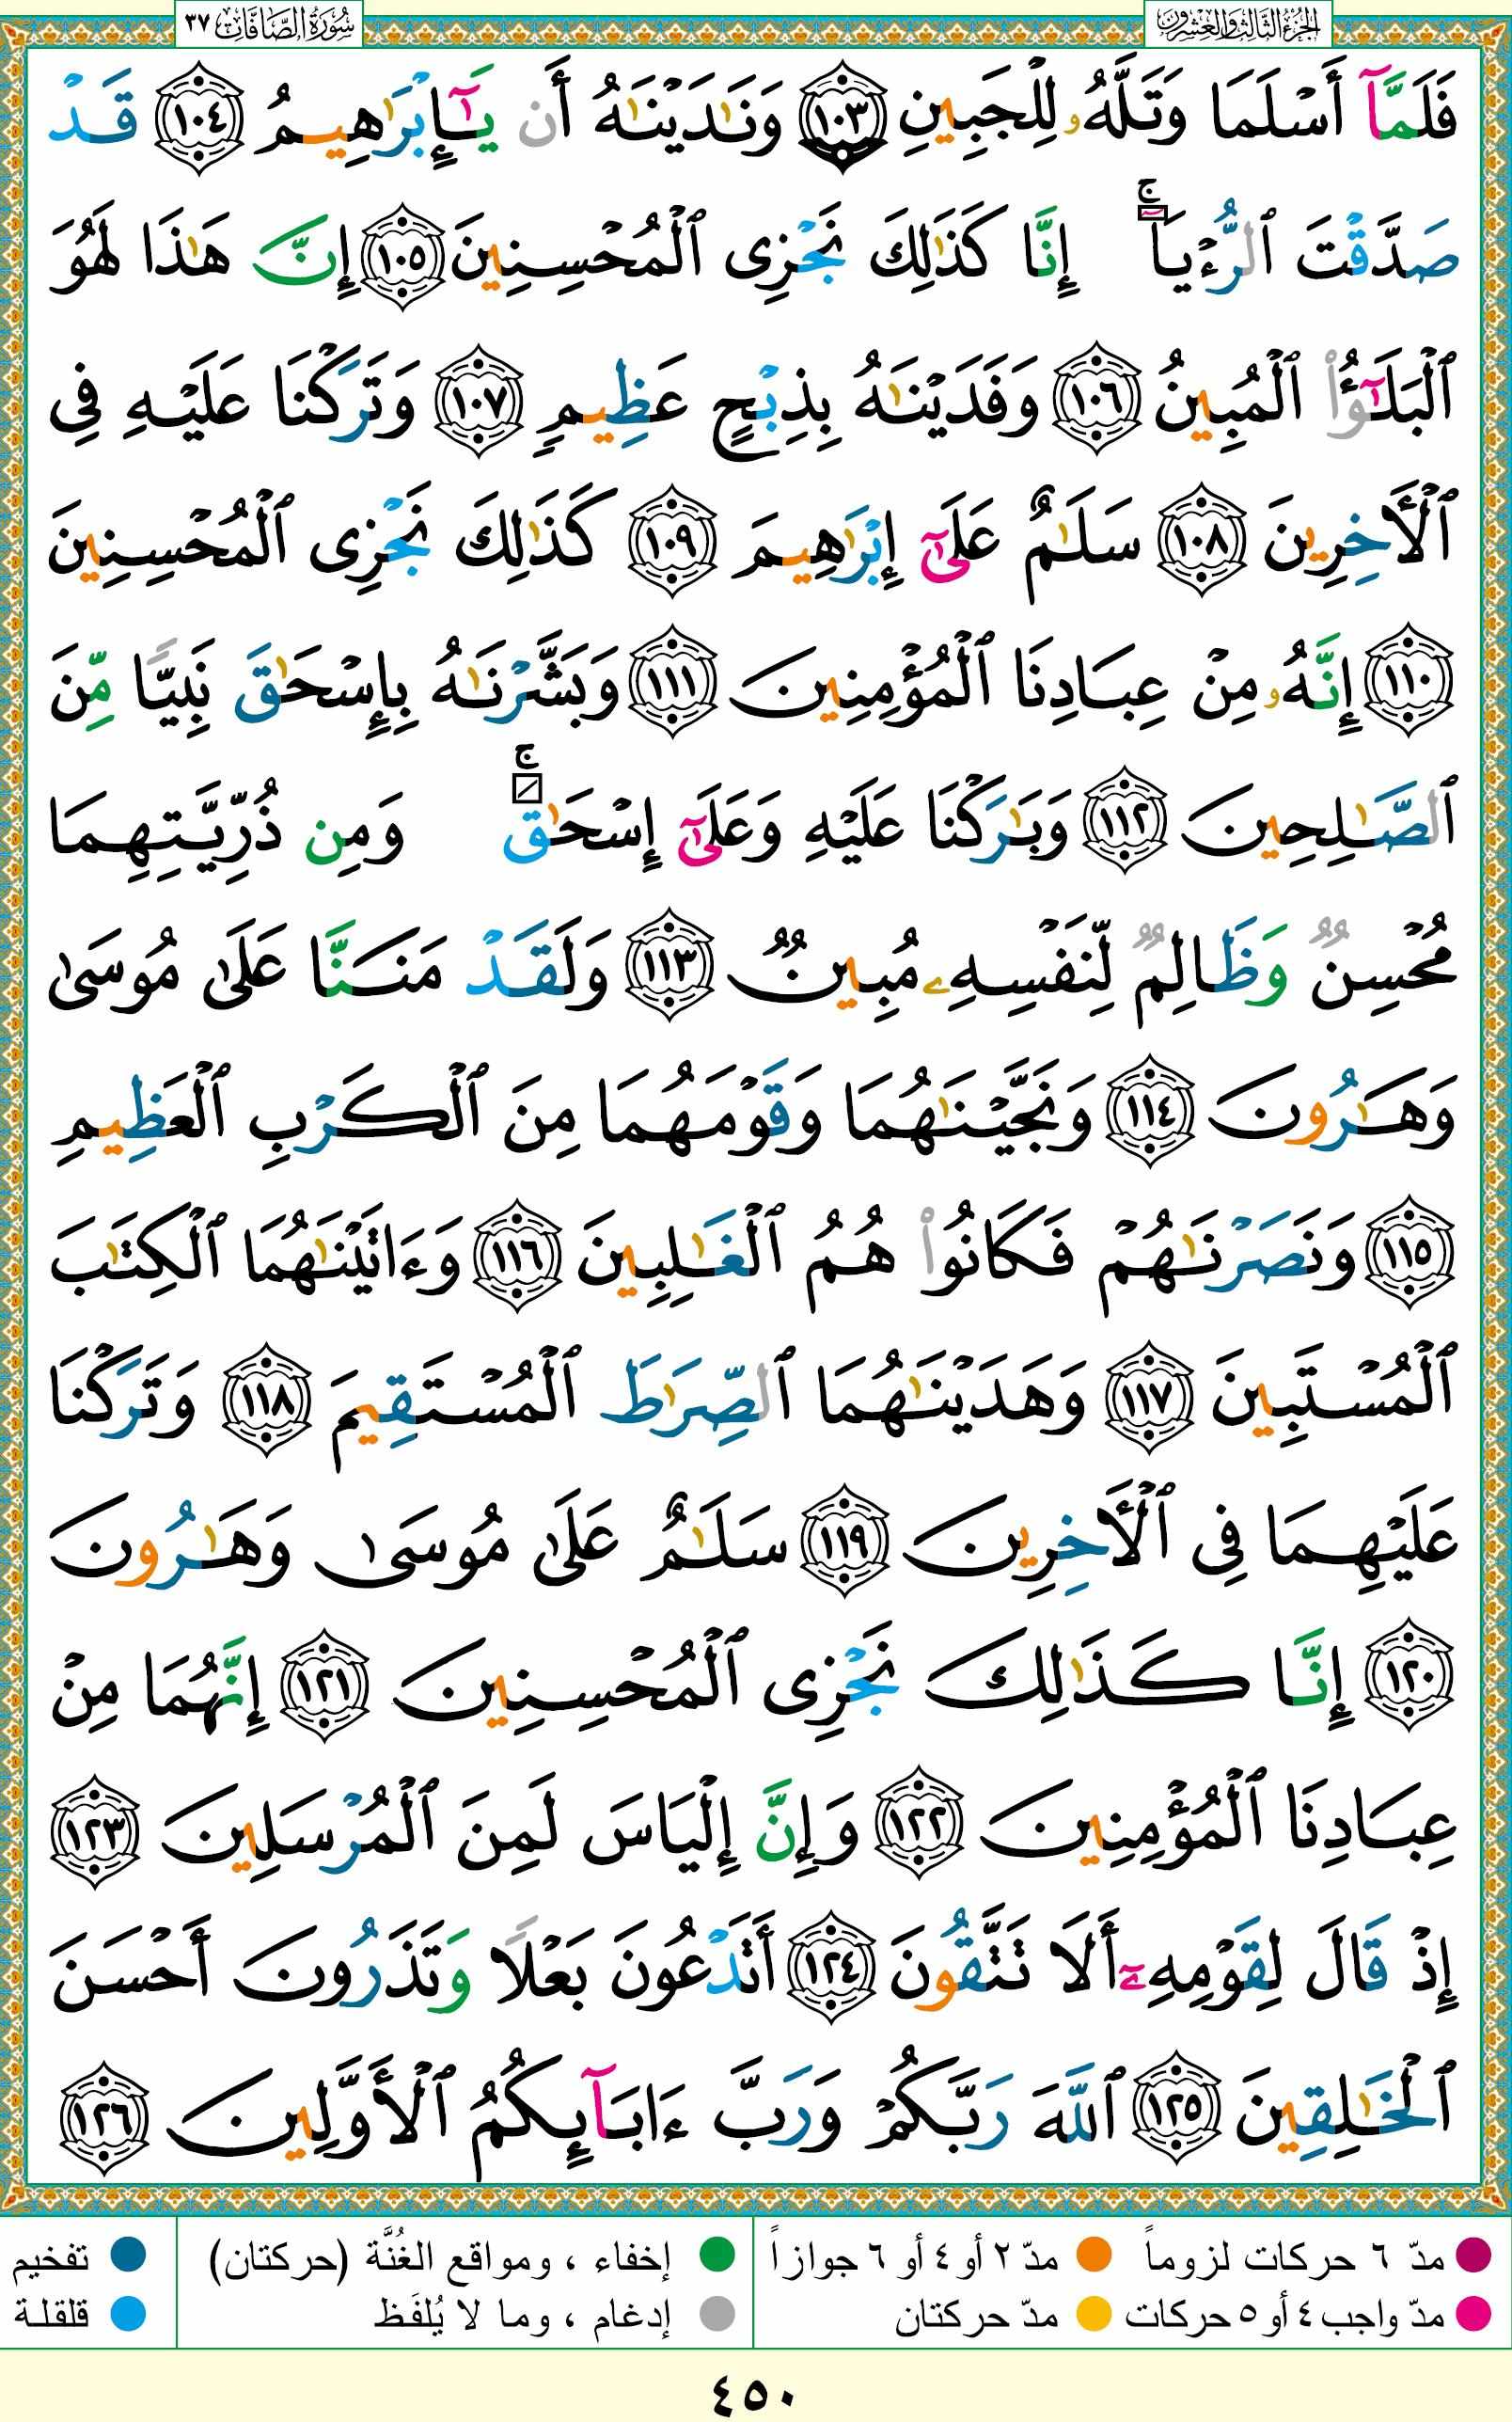 الجزء الثالث والعشرون
سورة الصافات ٣٧
فَلَمَّآ أَسْلَمَا وَتَلَّهُۥ لِلْجَبِينِ ١٠٣ وَنَٰدَيْنَٰهُ أَن يَٰٓإِبْرَٰهِيمُ ١٠٤ قَدْ
صَدَّقْتَ ٱلرُّءْيَآ ۚ إِنَّا كَذَٰلِكَ نَجْزِى ٱلْمُحْسِنِينَ ١٠٥ إِنَّ هَٰذَا لَهُوَ
ٱلْبَلَٰٓؤُا۟ ٱلْمُبِينُ ١٠٦ وَفَدَيْنَٰهُ بِذِبْحٍ عَظِيمٍ ١٠٧ وَتَرَكْنَا عَلَيْهِ فِى
ٱلْأَخِرِينَ ١٠٨ سَلَٰمٌ عَلَىٰٓ إِبْرَٰهِيمَ ١٠٩ كَذَٰلِكَ نَجْزِى ٱلْمُحْسِنِينَ
١١٠ إِنَّهُۥ مِنْ عِبَادِنَا ٱلْمُؤْمِنِينَ ١١١ وَبَشَّرْنَٰهُ بِإِسْحَٰقَ نَبِيًّا مِّنَ
ٱلصَّٰلِحِينَ ١١٢ وَبَٰرَكْنَا عَلَيْهِ وَعَلَىٰٓ إِسْحَٰقَ ۚ وَمِن ذُرِّيَّتِهِمَا
مُحْسِنٌ وَظَالِمٌ لِّنَفْسِهِۦ مُبِينٌ ١١٣ وَلَقَدْ مَنَنَّا عَلَىٰ مُوسَىٰ
وَهَٰرُونَ ١١٤ وَنَجَّيْنَٰهُمَا وَقَوْمَهُمَا مِنَ ٱلْكَرْبِ ٱلْعَظِيمِ
١١٥ وَنَصَرْنَٰهُمْ فَكَانُوا۟ هُمُ ٱلْغَٰلِبِينَ ١١٦ وَءَاتَيْنَٰهُمَا ٱلْكِتَٰبَ
ٱلْمُسْتَبِينَ ١١٧ وَهَدَيْنَٰهُمَا ٱلصِّرَٰطَ ٱلْمُسْتَقِيمَ ١١٨ وَتَرَكْنَا
عَلَيْهِمَا فِى ٱلْأَخِرِينَ ١١٩ سَلَٰمٌ عَلَىٰ مُوسَىٰ وَهَٰرُونَ
١٢٠ إِنَّا كَذَٰلِكَ نَجْزِى ٱلْمُحْسِنِينَ ١٢١ إِنَّهُمَا مِنْ
عِبَادِنَا ٱلْمُؤْمِنِينَ ١٢٢ وَإِنَّ إِلْيَاسَ لَمِنَ ٱلْمُرْسَلِينَ ١٢٣
إِذْ قَالَ لِقَوْمِهِۦٓ أَلَا تَتَّقُونَ ١٢٤ أَتَدْعُونَ بَعْلًا وَتَذَرُونَ أَحْسَنَ
ٱلْخَٰلِقِينَ ١٢٥ ٱللَّهَ رَبَّكُمْ وَرَبَّ ءَابَآئِكُمُ ٱلْأَوَّلِينَ ١٢٦
مدّ ٦ حركات لزوماً مدّ ٢ أو ٤ أو ٦ جوازاً إخفاء ، ومواقع الغُنَّة (حركتان) تفخيم
مدّ واجب ٤ أو ٥ حركات مدّ حركتان إدغام ، وما لا يُلفَظ قلقلة
٤٥٠